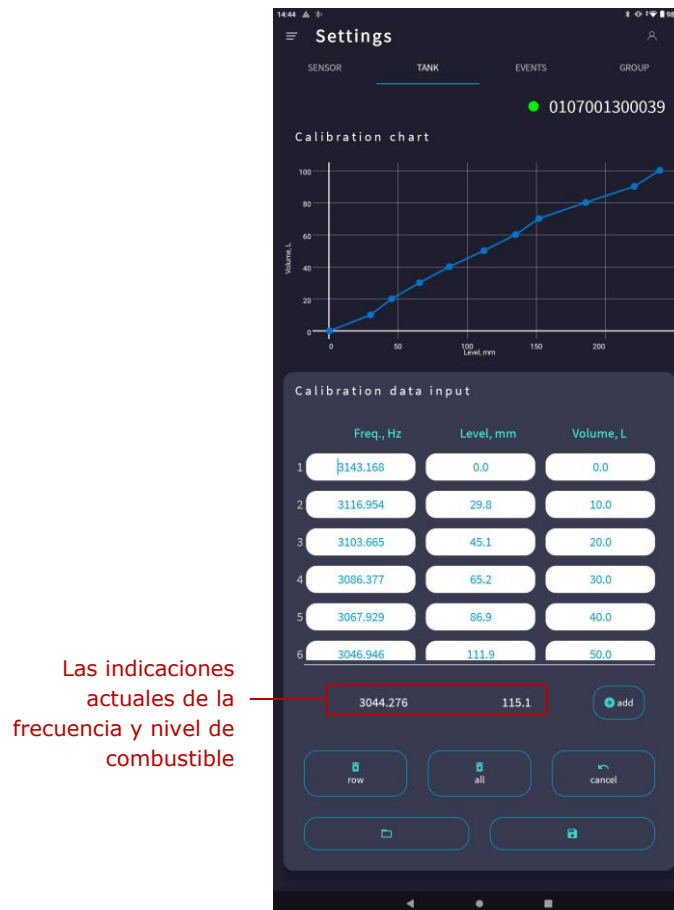 14:44
98
Settings
SENSOR TANK EVENTS GROUP
0107001300039
Calibration chart
100
80
60
40
20
0
Volume, L
0 50 100 150 200
Level, mm
Calibration data input
Freq., Hz Level, mm Volume, L
1 3143.168 0.0 0.0
2 3116.954 29.8 10.0
3 3103.665 45.1 20.0
4 3086.377 65.2 30.0
5 3067.929 86.9 40.0
6 3046.946 111.9 50.0
Las indicaciones
actuales de la
frecuencia y nivel de
combustible
3044.276 115.1 add
row all cancel